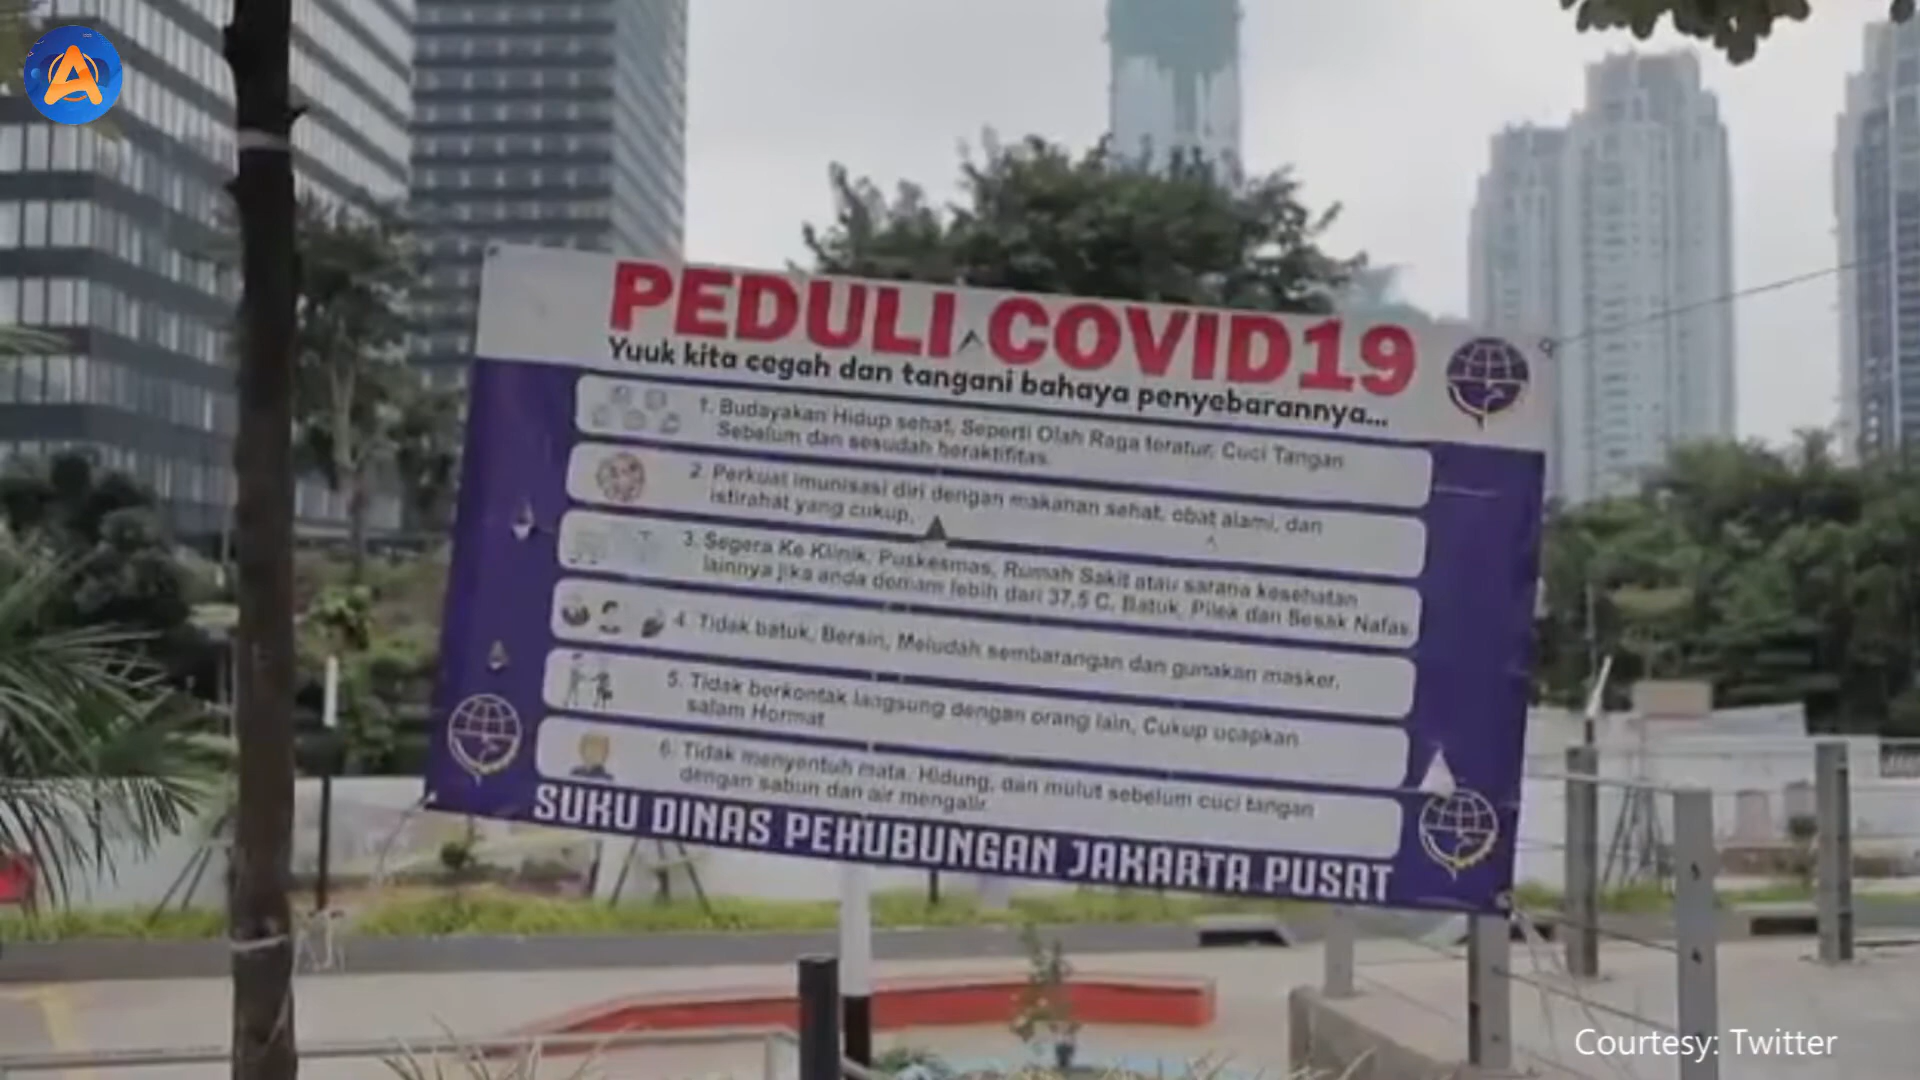 PEDULI COVID19
Yuuk kita cegah dan tangani bahaya penyebarannya...
1. Budayakan Hidup sehat, Seperti Olah Raga teratur, Cuci Tangan
Sebelum dan sesudah beraktifitas.
2. Perkuat imunisasi diri dengan makanan sehat, obat alami, dan
istirahat yang cukup,
3. Segera Ke Klinik, Puskesmas, Rumah Sakit atau sarana kesehatan
lainnya jika anda demam lebih dari 37,5 C, Batuk, Pilek dan Sesak Nafas
4. Tidak batuk, Bersin, Meludah sembarangan dan gunakan masker.
5. Tidak berkontak langsung dengan orang lain, Cukup ucapkan
salam Hormat
6. Tidak menyentuh mata, Hidung, dan mulut sebelum cuci tangan
dengan sabun dan air mengalir.
SUKU DINAS PEHUBUNGAN JAKARTA PUSAT
Courtesy: Twitter